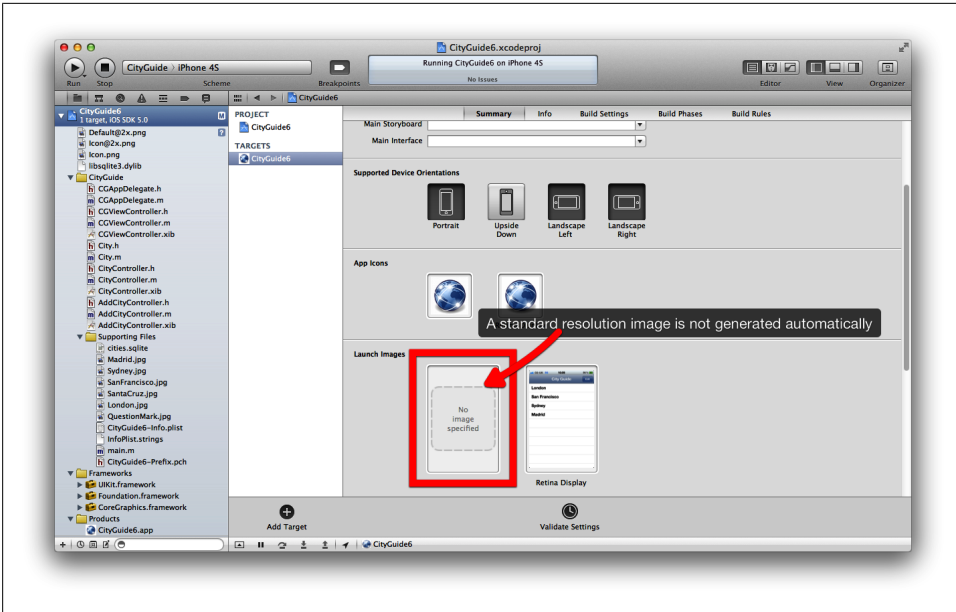 CityGuide6.xcodeproj
CityGuide › iPhone 4S
Running CityGuide6 on iPhone 4S
No Issues
Run Stop Scheme Breakpoints Editor View Organizer
CityGuide6
CityGuide6
1 target, iOS SDK 5.0
M
Default@2x.png
?
Icon@2x.png
Icon.png
libsqlite3.dylib
CityGuide
CGAppDelegate.h
CGAppDelegate.m
CGViewController.h
CGViewController.m
CGViewController.xib
City.h
City.m
CityController.h
CityController.m
CityController.xib
AddCityController.h
AddCityController.m
AddCityController.xib
Supporting Files
cities.sqlite
Madrid.jpg
Sydney.jpg
SanFrancisco.jpg
SantaCruz.jpg
London.jpg
QuestionMark.jpg
CityGuide6-Info.plist
InfoPlist.strings
main.m
CityGuide6-Prefix.pch
Frameworks
UIKit.framework
Foundation.framework
CoreGraphics.framework
Products
CityGuide6.app
PROJECT
CityGuide6
TARGETS
CityGuide6
Summary Info Build Settings Build Phases Build Rules
Main Storyboard
Main Interface
Supported Device Orientations
Portrait
Upside Down
Landscape Left
Landscape Right
App Icons
A standard resolution image is not generated automatically
Launch Images
No
image
specified
City Guide
London
San Francisco
Sydney
Madrid
Retina Display
Add Target
Validate Settings
CityGuide6